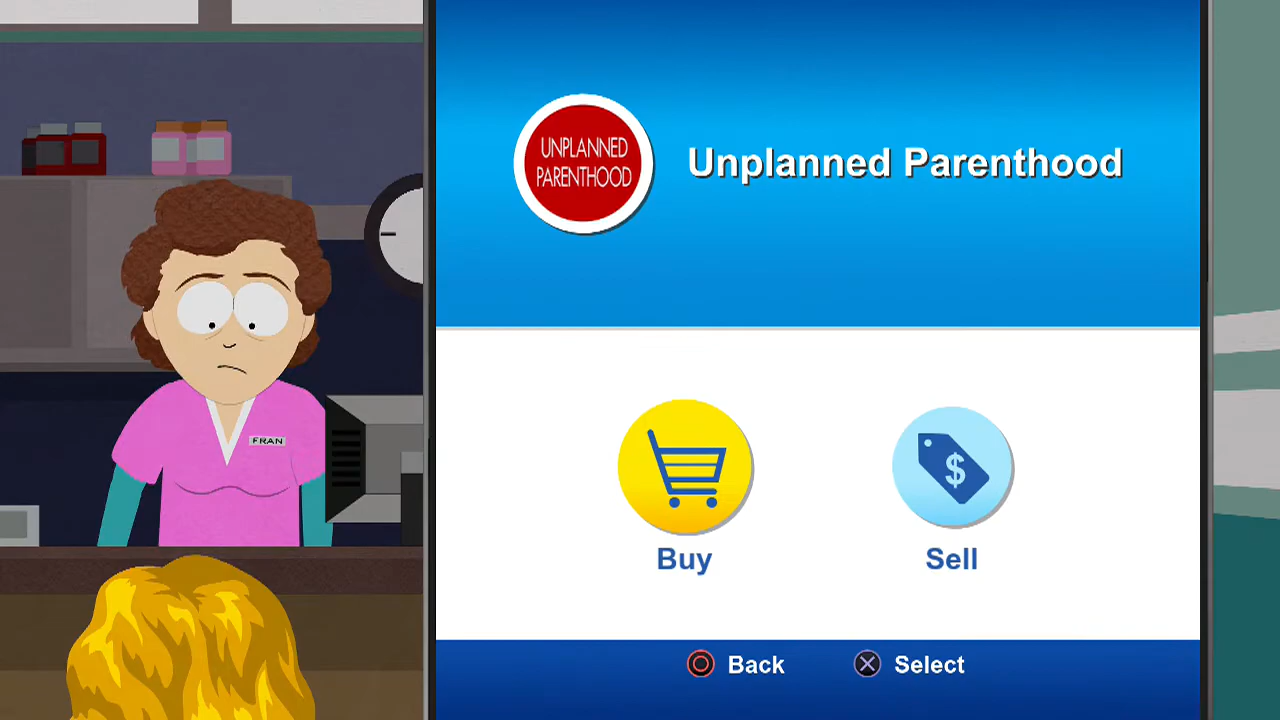 UNPLANNED
PARENTHOOD
Unplanned Parenthood
FRAN
$
Buy
Sell
Back
Select